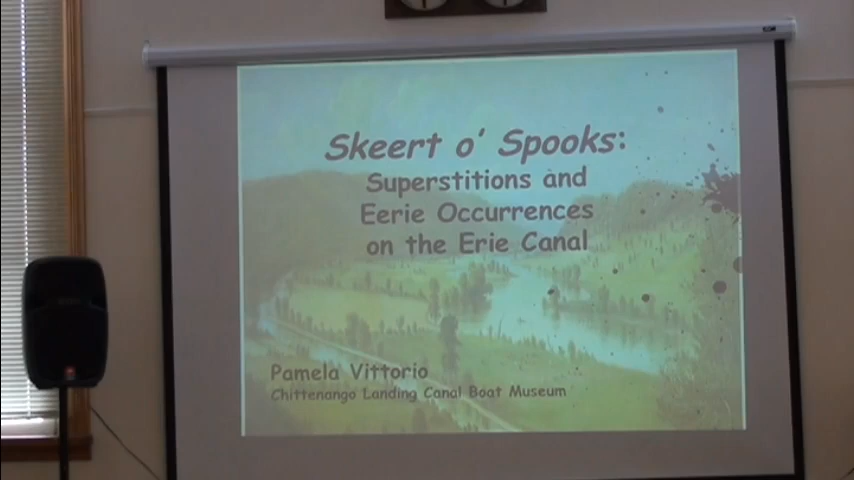 Skeert o' Spooks:
Superstitions and
Eerie Occurrences
on the Erie Canal
Pamela Vittorio
Chittenango Landing Canal Boat Museum